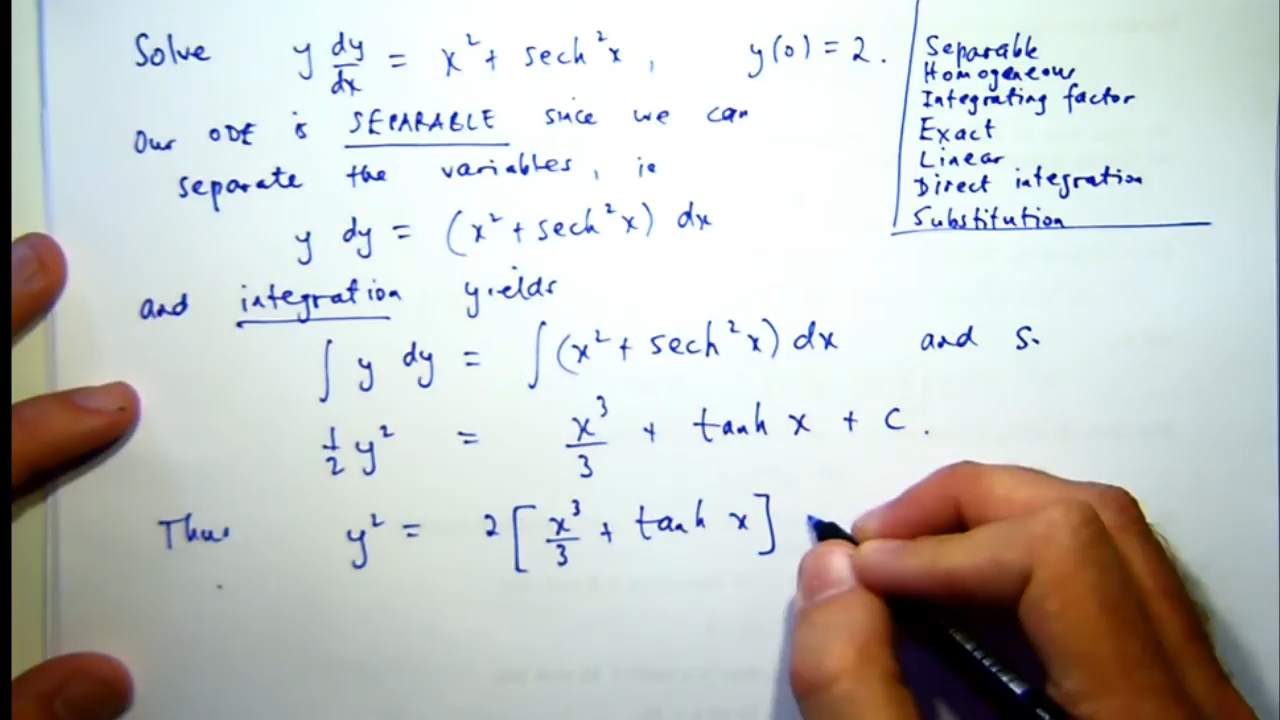 Solve y dy/dx = x² + sech²x, y(0) = 2.
Our ODE is SEPARABLE since we can
separate the variables, ie
y dy = (x² + sech²x) dx
and integration yields
∫ y dy = ∫(x² + sech²x) dx and so
1/2 y² = x³/3 + tanh x + C.
Thus y² = 2[x³/3 + tanh x]
Separable
Homogeneous
Integrating factor
Exact
Linear
Direct integration
Substitution